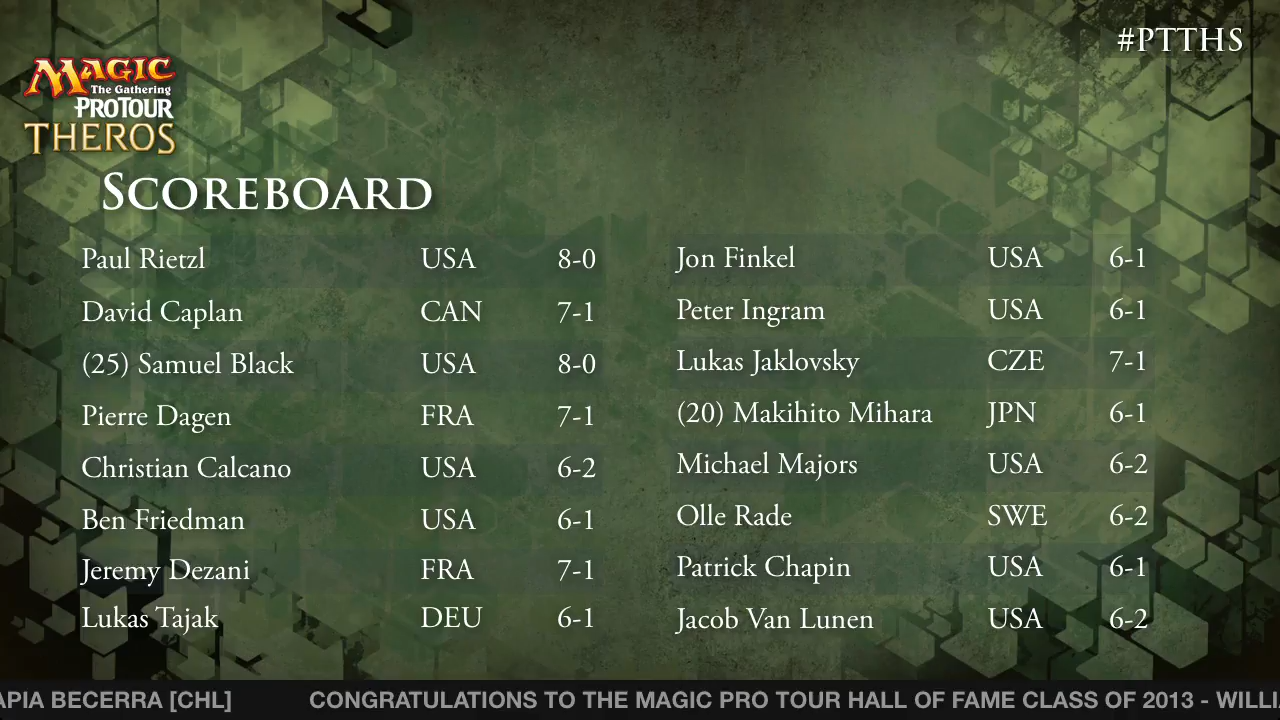 #PTTHS
MAGIC
The Gathering
PROTOUR
THEROS
SCOREBOARD
Paul Rietzl USA 8-0
David Caplan CAN 7-1
(25) Samuel Black USA 8-0
Pierre Dagen FRA 7-1
Christian Calcano USA 6-2
Ben Friedman USA 6-1
Jeremy Dezani FRA 7-1
Lukas Tajak DEU 6-1
Jon Finkel USA 6-1
Peter Ingram USA 6-1
Lukas Jaklovsky CZE 7-1
(20) Makihito Mihara JPN 6-1
Michael Majors USA 6-2
Olle Rade SWE 6-2
Patrick Chapin USA 6-1
Jacob Van Lunen USA 6-2
APIA BECERRA [CHL] CONGRATULATIONS TO THE MAGIC PRO TOUR HALL OF FAME CLASS OF 2013 - WILLI